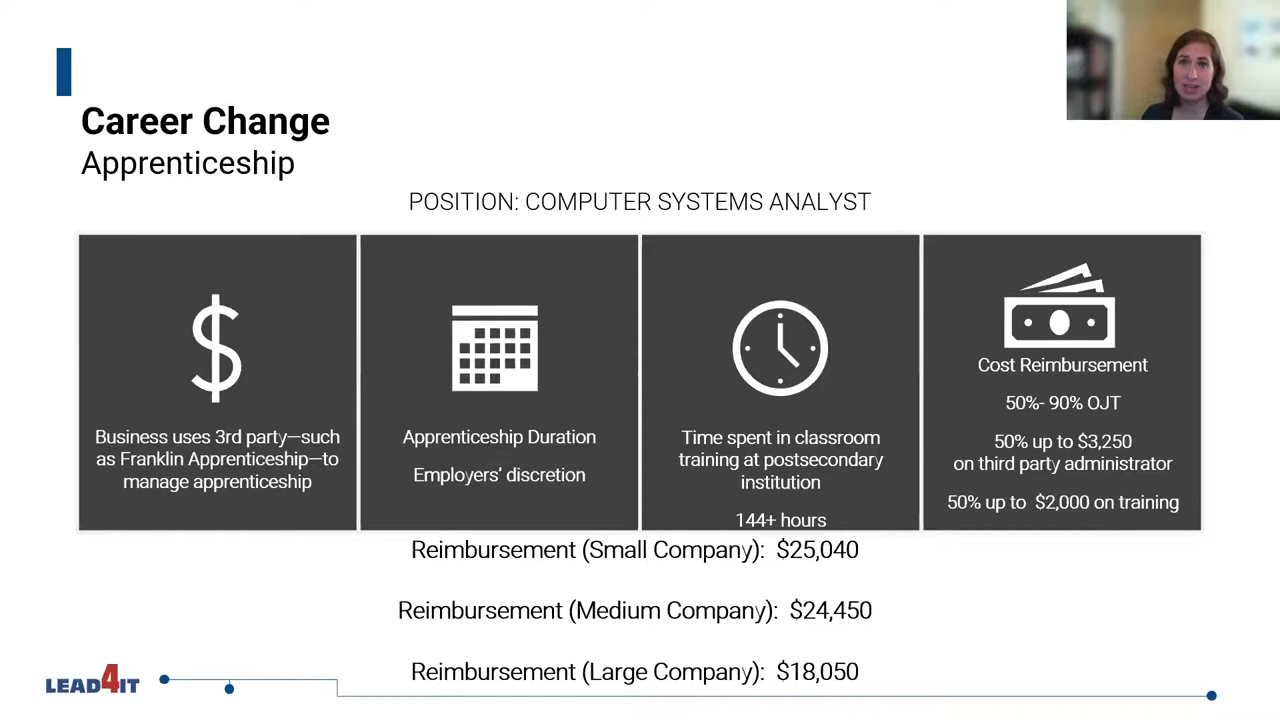 Career Change
Apprenticeship
POSITION: COMPUTER SYSTEMS ANALYST
Business uses 3rd party—such
as Franklin Apprenticeship—to
manage apprenticeship
Apprenticeship Duration
Employers’ discretion
Time spent in classroom
training at postsecondary
institution
144+ hours
Cost Reimbursement
50%- 90% OJT
50% up to $3,250
on third party administrator
50% up to $2,000 on training
Reimbursement (Small Company): $25,040
Reimbursement (Medium Company): $24,450
Reimbursement (Large Company): $18,050
LEAD4IT